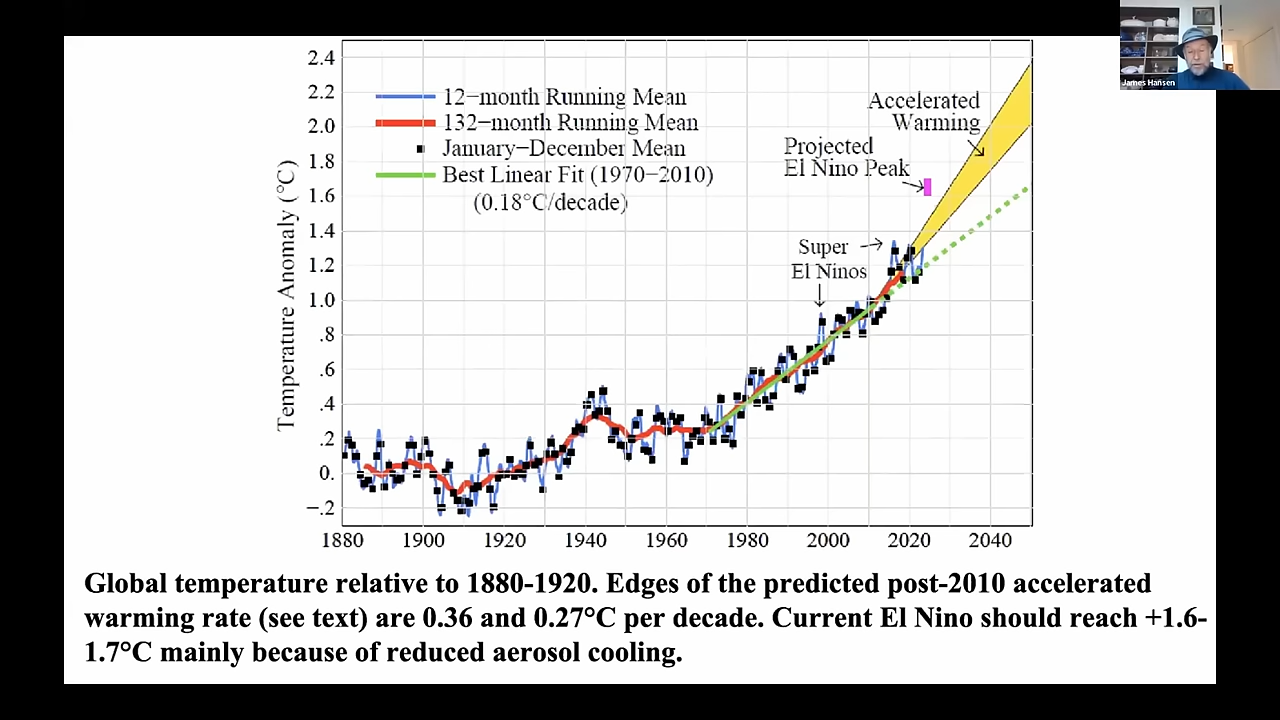 James Hansen
2.4
2.2
2.0
1.8
1.6
1.4
1.2
1.0
.8
.6
.4
.2
0.
−.2
Temperature Anomaly (°C)
12−month Running Mean
132−month Running Mean
January−December Mean
Best Linear Fit (1970−2010)
(0.18°C/decade)
Accelerated
Warming
Projected
El Nino Peak
Super
El Ninos
1880 1900 1920 1940 1960 1980 2000 2020 2040
Global temperature relative to 1880-1920. Edges of the predicted post-2010 accelerated
warming rate (see text) are 0.36 and 0.27°C per decade. Current El Nino should reach +1.6-
1.7°C mainly because of reduced aerosol cooling.